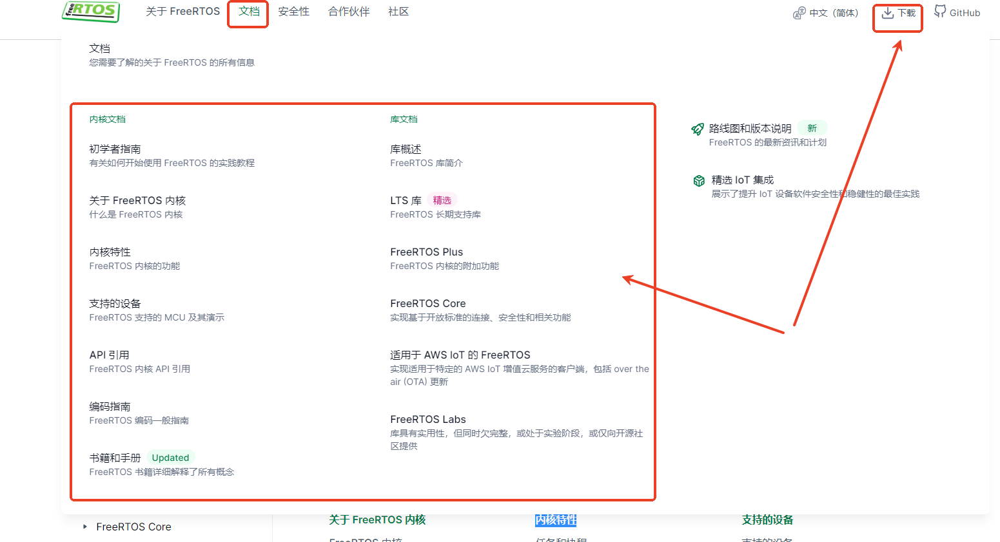 free RTOS
关于 FreeRTOS
文档
安全性
合作伙伴
社区
中文（简体）
下载
GitHub
文档
您需要了解的关于 FreeRTOS 的所有信息
内核文档
初学者指南
有关如何开始使用 FreeRTOS 的实践教程
关于 FreeRTOS 内核
什么是 FreeRTOS 内核
内核特性
FreeRTOS 内核的功能
支持的设备
FreeRTOS 支持的 MCU 及其演示
API 引用
FreeRTOS 内核 API 引用
编码指南
FreeRTOS 编码一般指南
书籍和手册 Updated
FreeRTOS 书籍详细解释了所有概念
库文档
库概述
FreeRTOS 库简介
LTS 库 精选
FreeRTOS 长期支持库
FreeRTOS Plus
FreeRTOS 内核的附加功能
FreeRTOS Core
实现基于开放标准的连接、安全性和相关功能
适用于 AWS IoT 的 FreeRTOS
实现适用于特定的 AWS IoT 增值云服务的客户端，包括 over the
air (OTA) 更新
FreeRTOS Labs
库具有实用性，但同时欠完整，或处于实验阶段，或仅向开源社
区提供
路线图和版本说明 新
FreeRTOS 的最新资讯和计划
精选 IoT 集成
展示了提升 IoT 设备软件安全性和稳健性的最佳实践
FreeRTOS Core
关于 FreeRTOS 内核
内核特性
支持的设备
FreeRTOS 内核
任务和协程
支持的设备